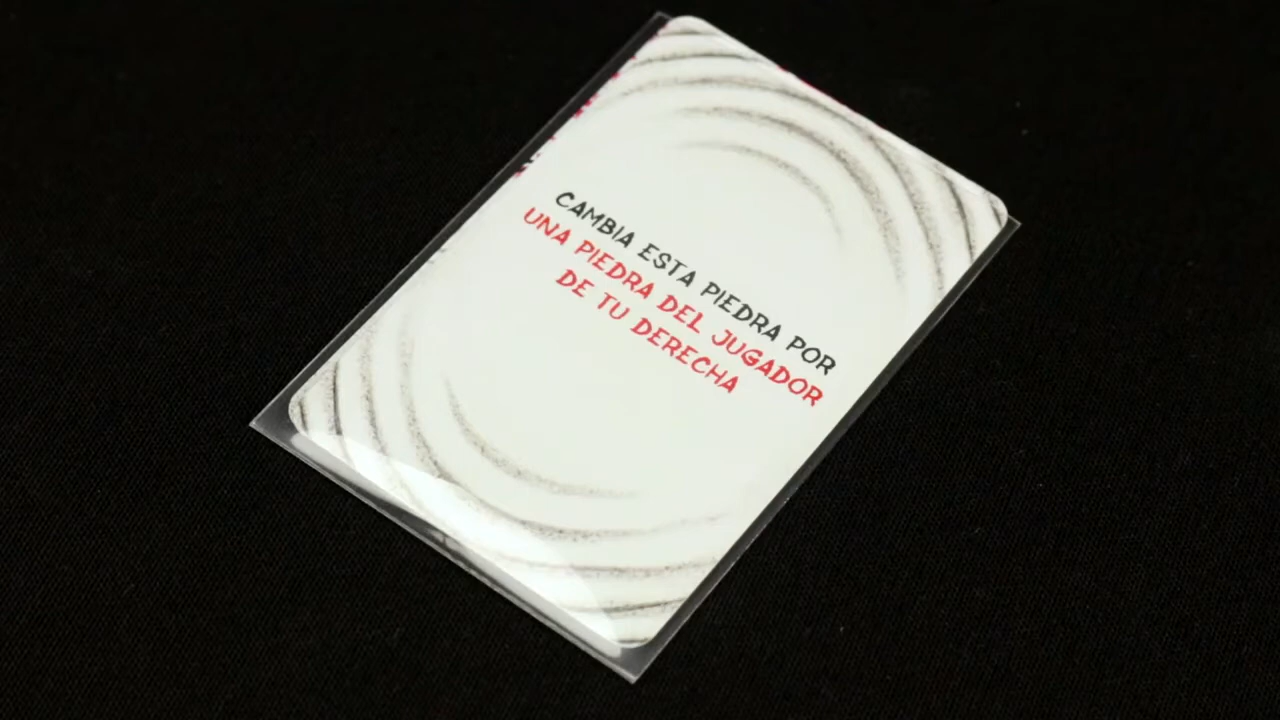 CAMBIA ESTA PIEDRA POR
UNA PIEDRA DEL JUGADOR
DE TU DERECHA